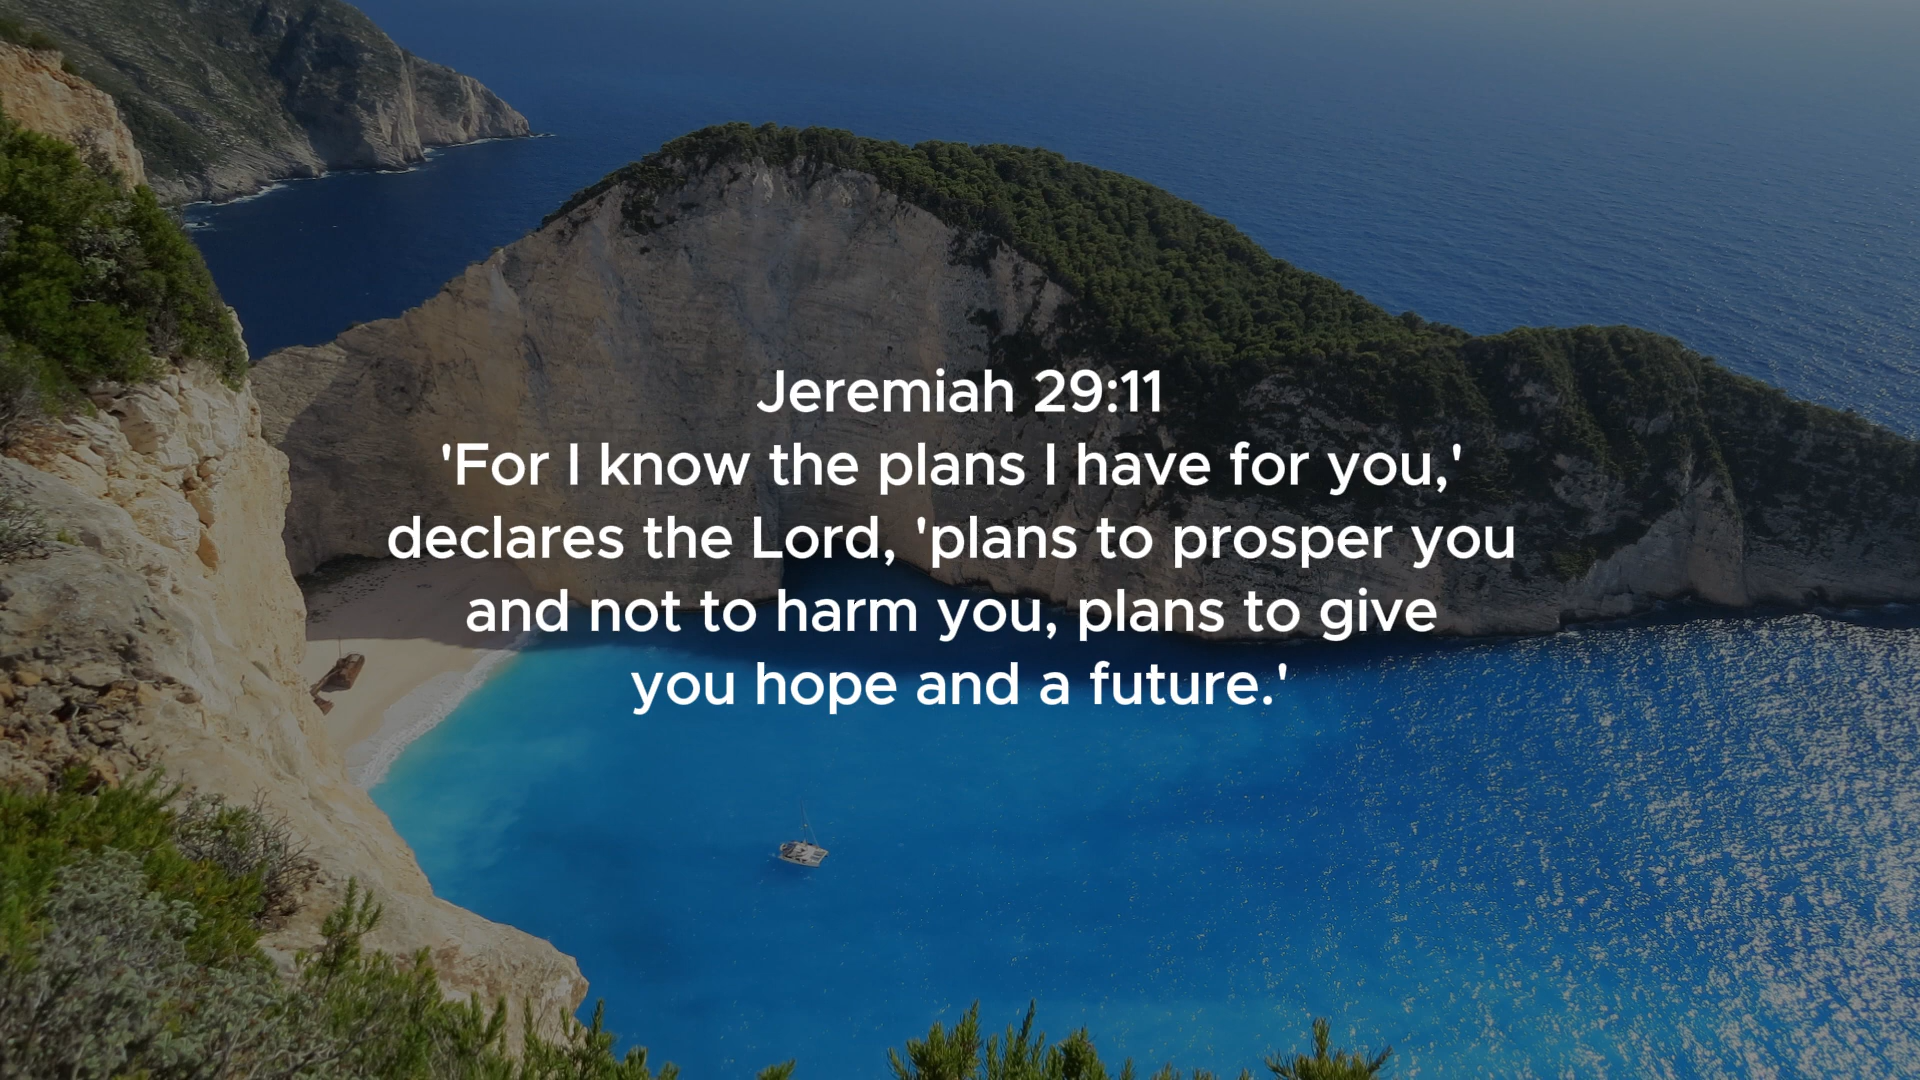 Jeremiah 29:11
'For I know the plans I have for you,'
declares the Lord, 'plans to prosper you
and not to harm you, plans to give
you hope and a future.'